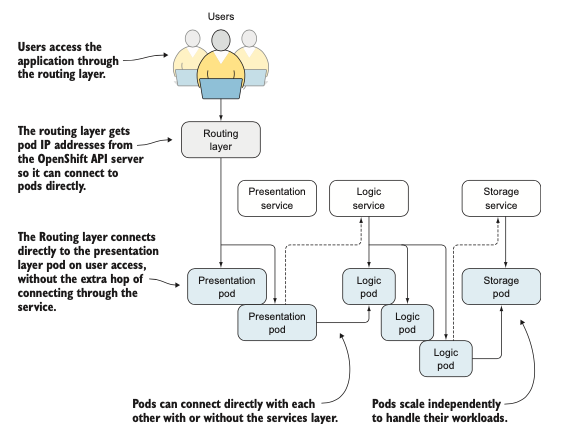 Users
Users access the
application through
the routing layer.
The routing layer gets
pod IP addresses from
the OpenShift API server
so it can connect to
pods directly.
Routing
layer
Presentation
service
Logic
service
Storage
service
The Routing layer connects
directly to the presentation
layer pod on user access,
without the extra hop of
connecting through the
service.
Presentation
pod
Presentation
pod
Logic
pod
Logic
pod
Logic
pod
Storage
pod
Pods can connect directly with each
other with or without the services layer.
Pods scale independently
to handle their workloads.